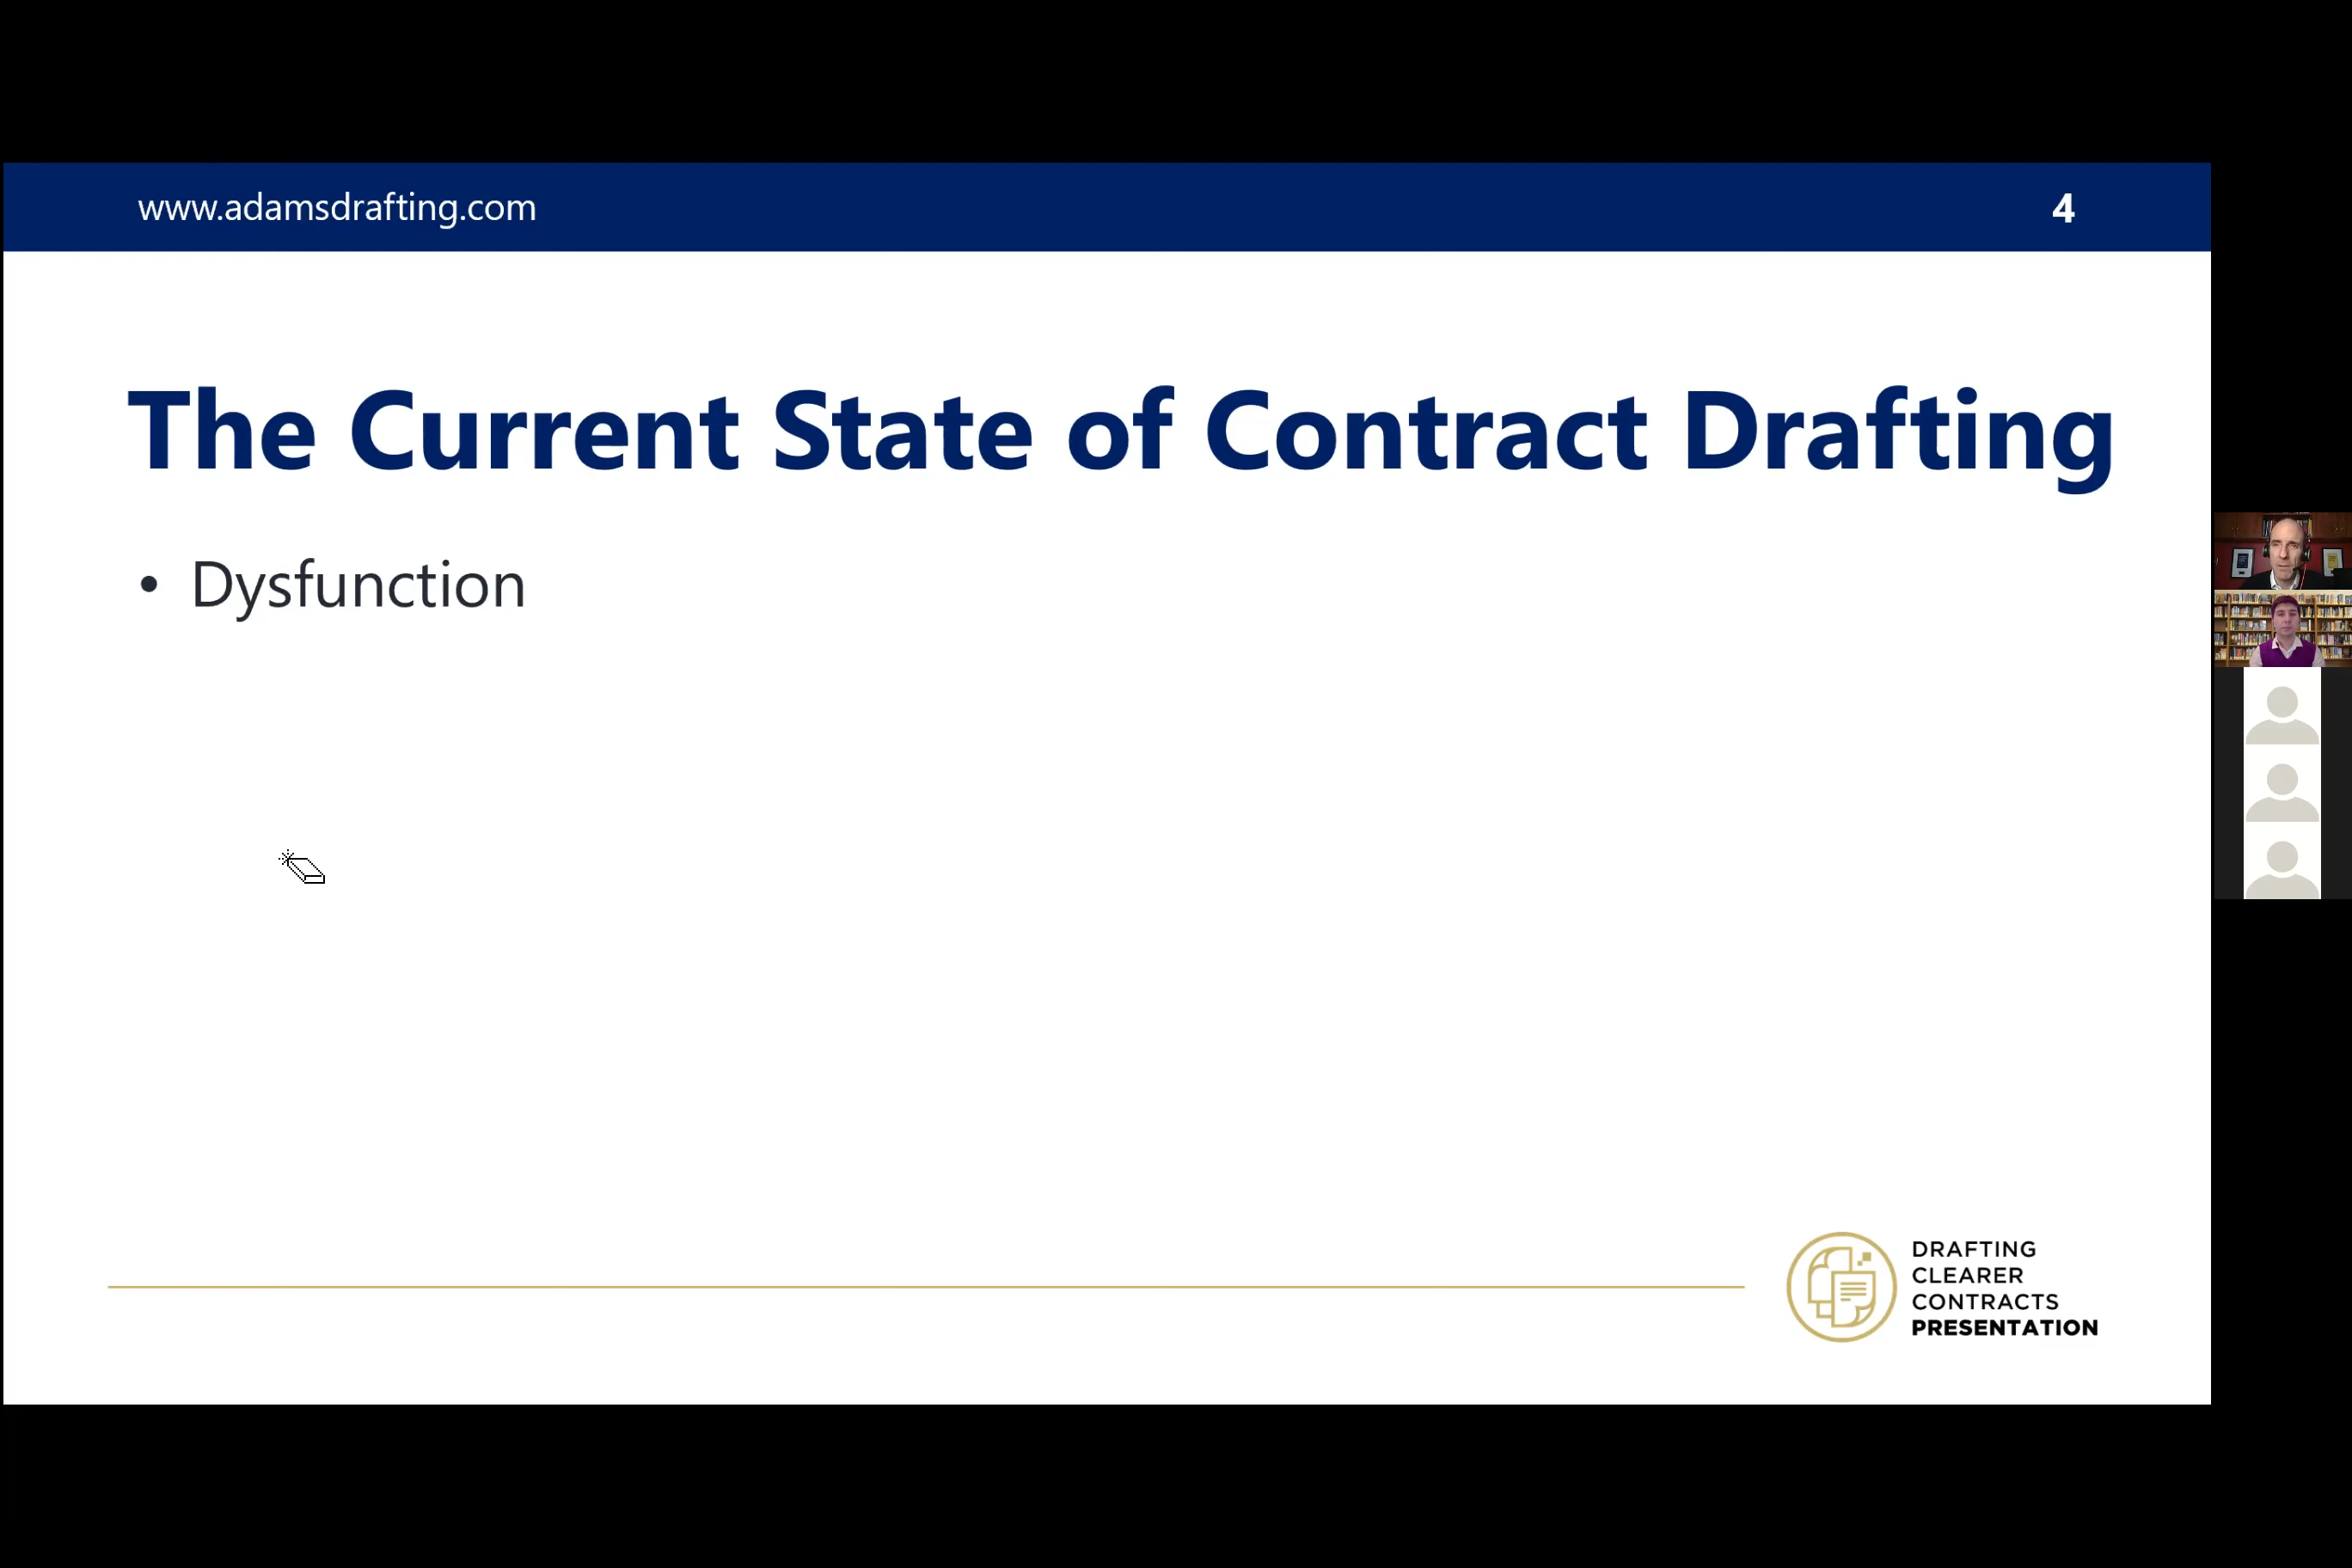 www.adamsdrafting.com
4
The Current State of Contract Drafting
• Dysfunction
DRAFTING
CLEARER
CONTRACTS
PRESENTATION